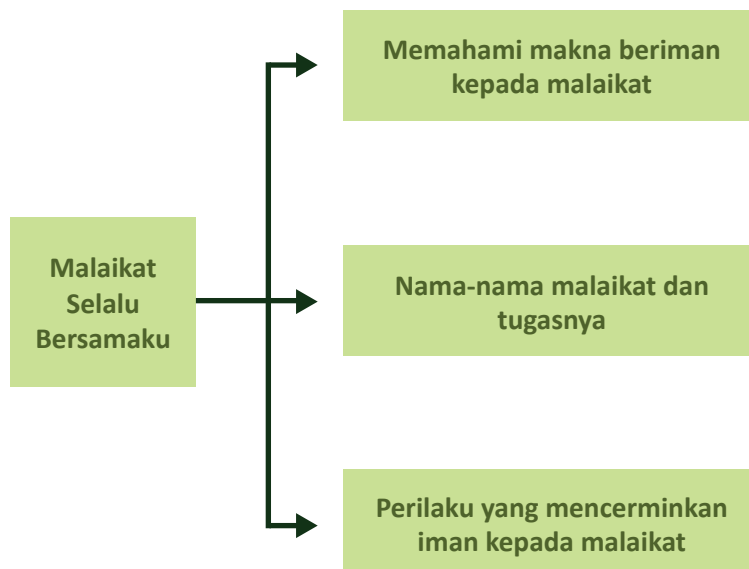 Memahami makna beriman
kepada malaikat
Malaikat
Selalu
Bersamaku
Nama-nama malaikat dan
tugasnya
Perilaku yang mencerminkan
iman kepada malaikat